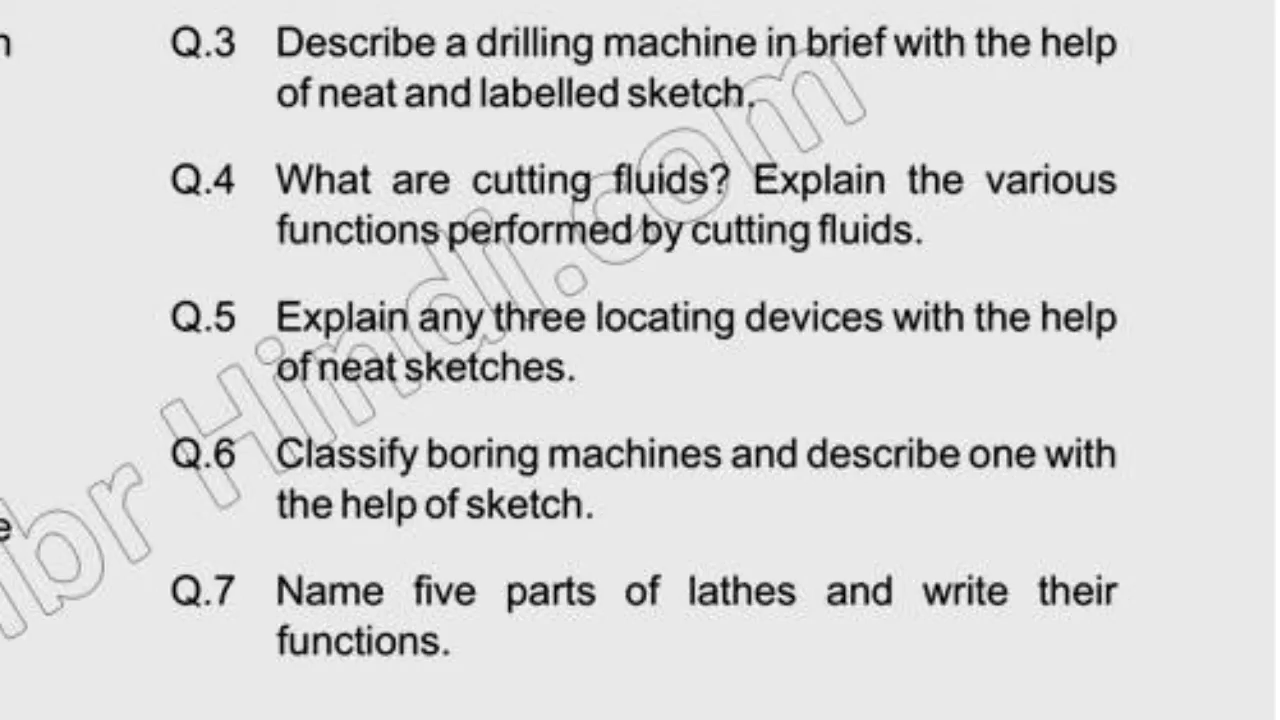 n
Q.3 Describe a drilling machine in brief with the help
of neat and labelled sketch.
Q.4 What are cutting fluids? Explain the various
functions performed by cutting fluids.
Q.5 Explain any three locating devices with the help
of neat sketches.
Q.6 Classify boring machines and describe one with
the help of sketch.
e
Q.7 Name five parts of lathes and write their
functions.
br Hindi.com